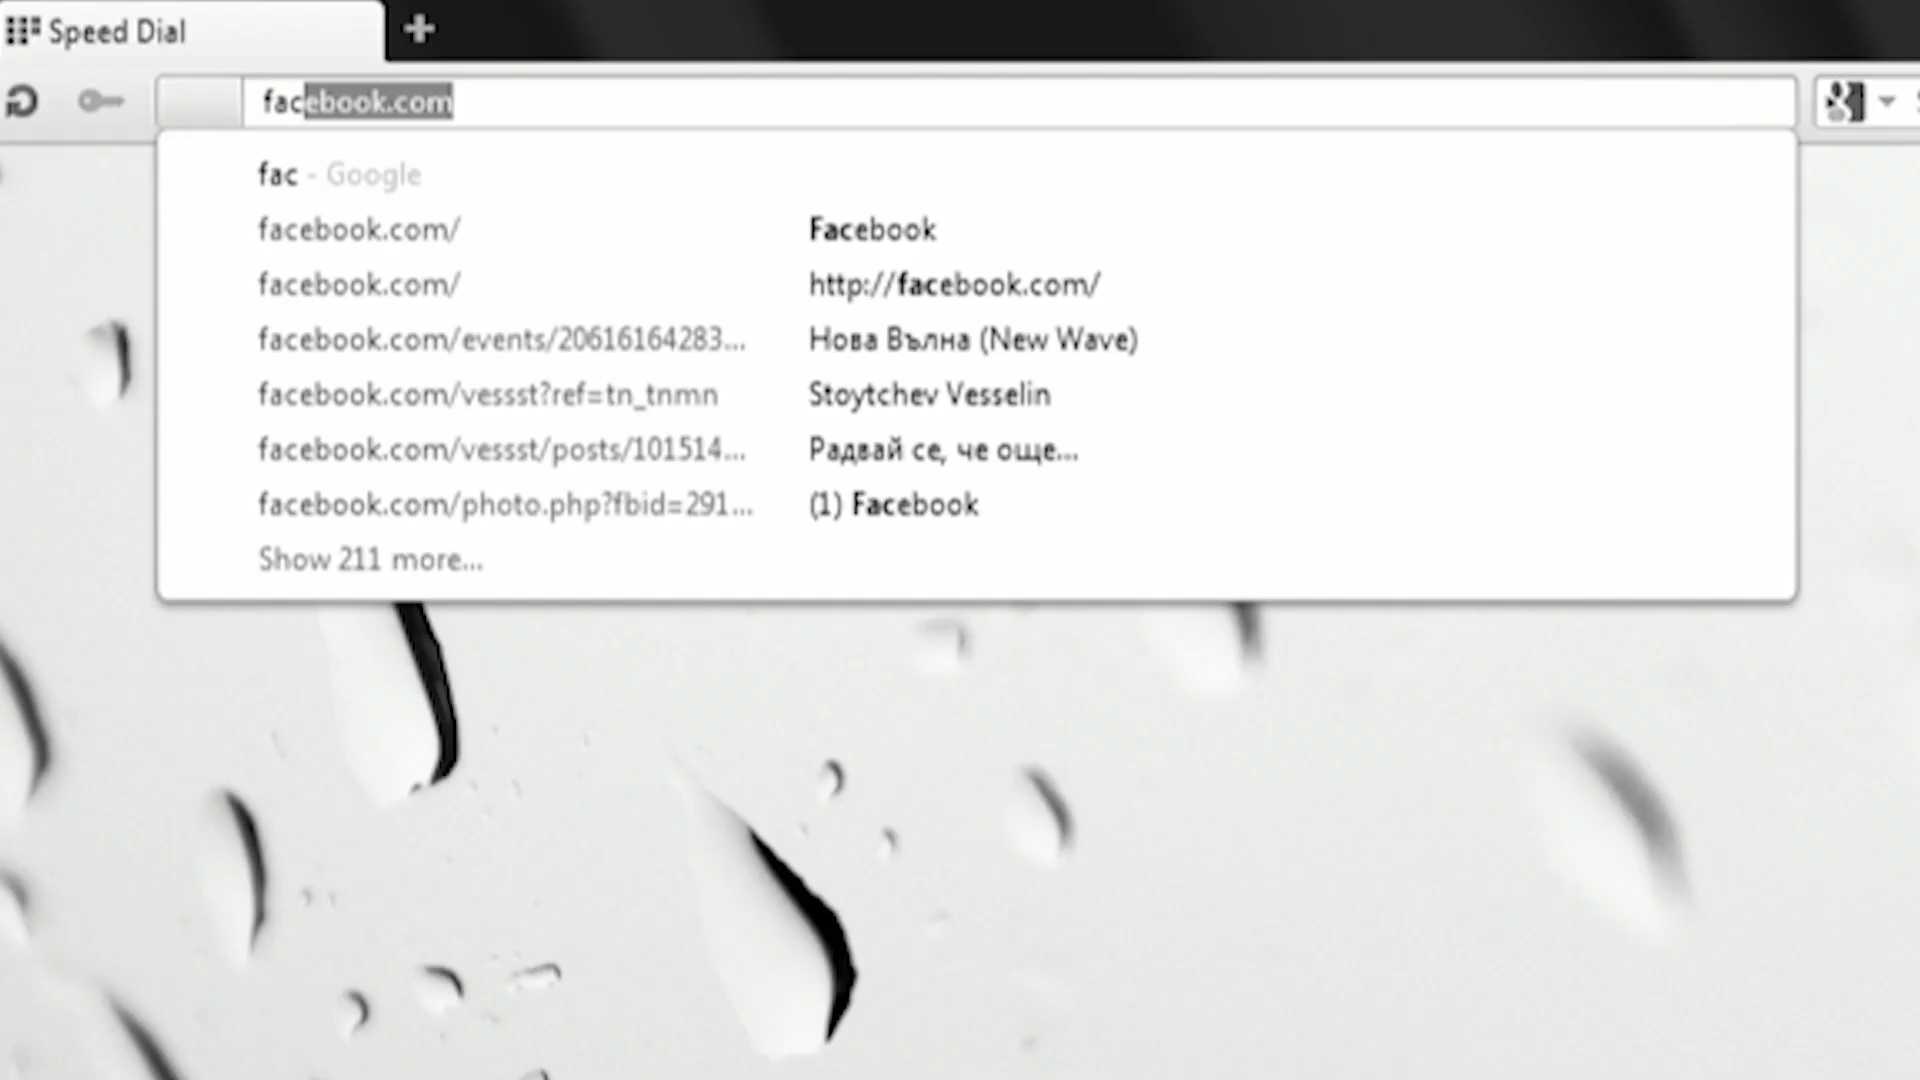 Speed Dial
facebook.com
fac - Google
facebook.com/ Facebook
facebook.com/ http://facebook.com/
facebook.com/events/20616164283... Нова Вълна (New Wave)
facebook.com/vessst?ref=tn_tnmn Stoytchev Vesselin
facebook.com/vessst/posts/101514... Радвай се, че още...
facebook.com/photo.php?fbid=291... (1) Facebook
Show 211 more...